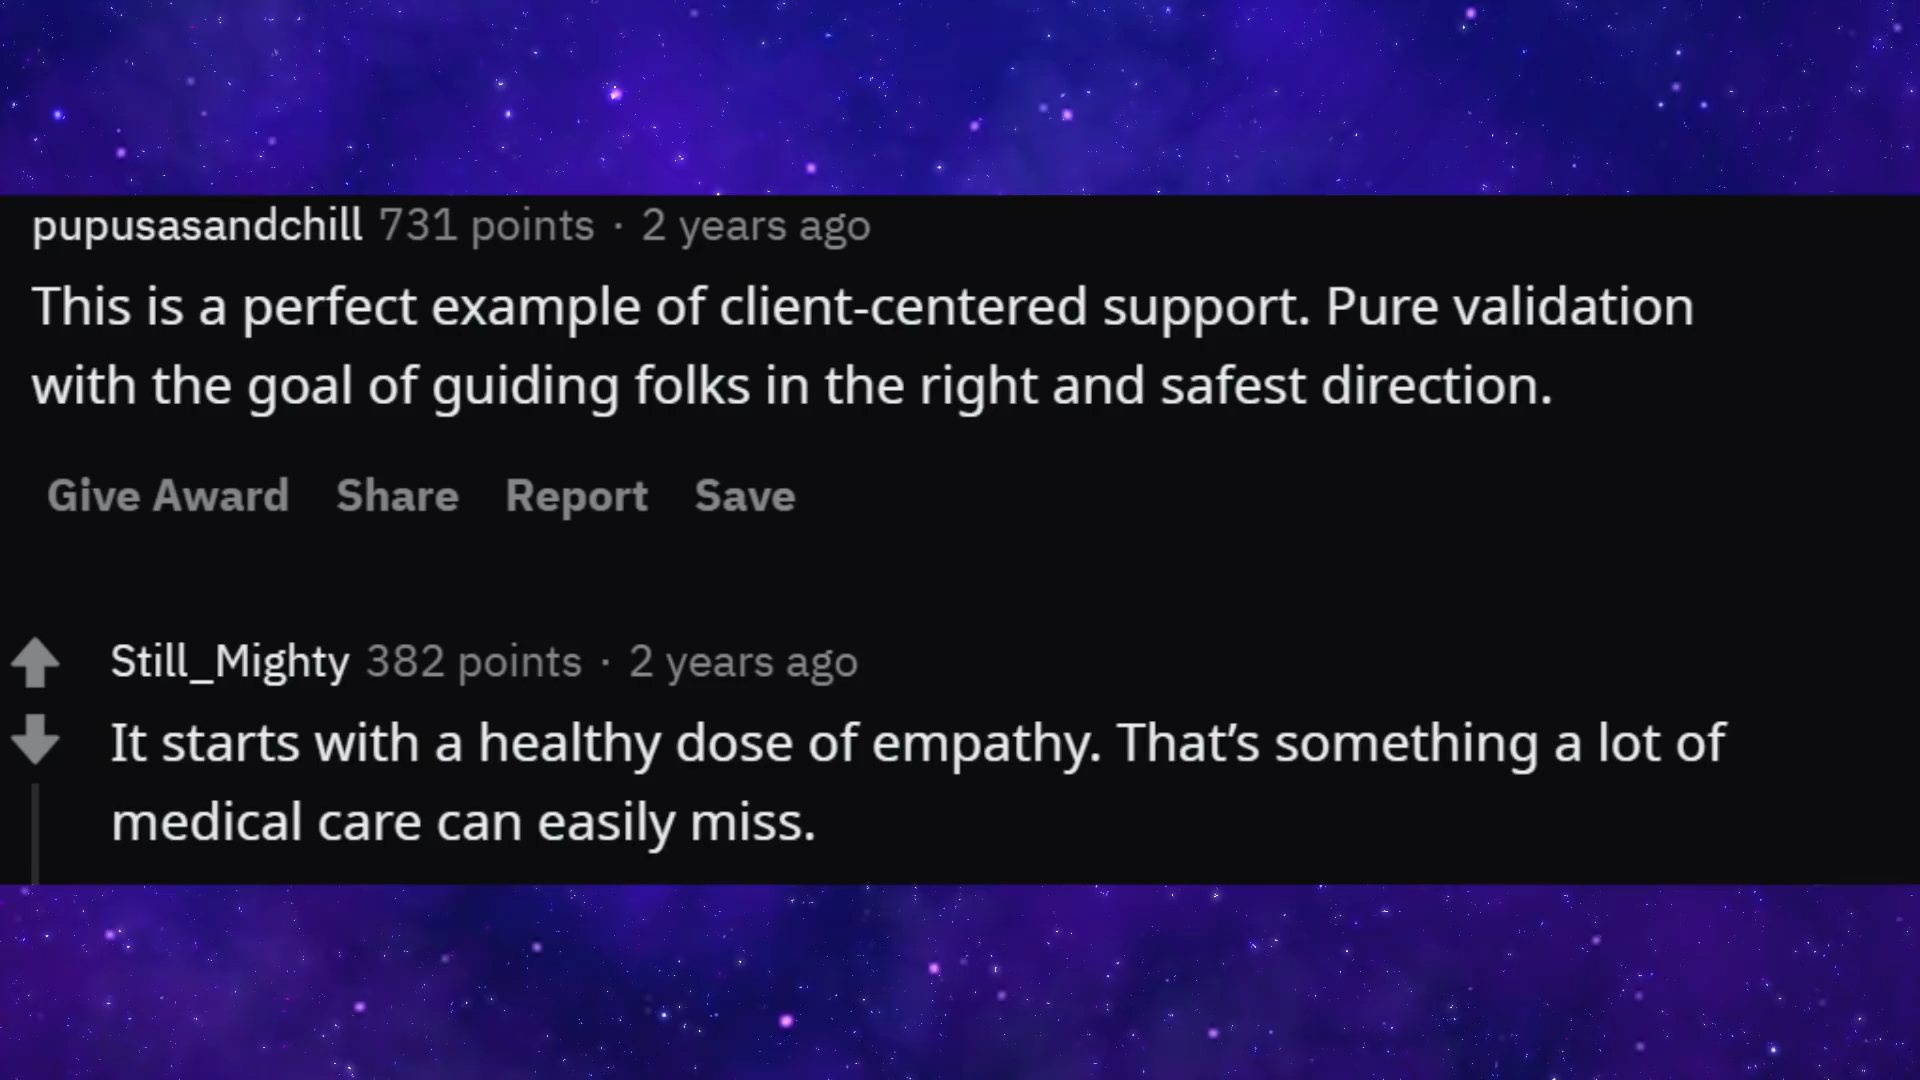 pupusasandchill 731 points · 2 years ago
This is a perfect example of client-centered support. Pure validation
with the goal of guiding folks in the right and safest direction.
Give Award Share Report Save
Still_Mighty 382 points · 2 years ago
It starts with a healthy dose of empathy. That’s something a lot of
medical care can easily miss.